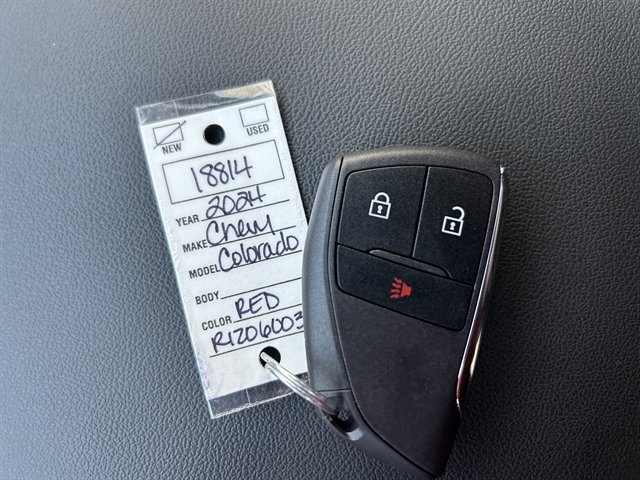 NEW USED
18814
YEAR 2024
MAKE Chevy
MODEL Colorado
BODY
COLOR RED
R1206003